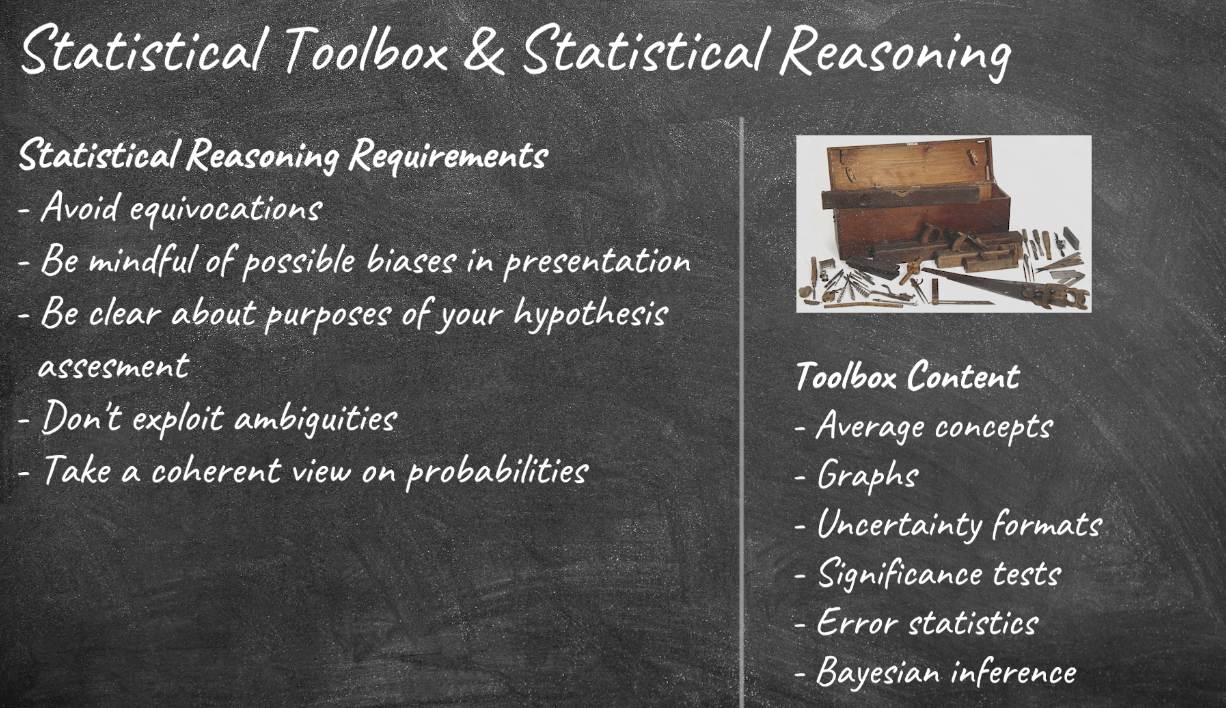 Statistical Toolbox & Statistical Reasoning
Statistical Reasoning Requirements
- Avoid equivocations
- Be mindful of possible biases in presentation
- Be clear about purposes of your hypothesis
assesment
- Don't exploit ambiguities
- Take a coherent view on probabilities
Toolbox Content
- Average concepts
- Graphs
- Uncertainty formats
- Significance tests
- Error statistics
- Bayesian inference